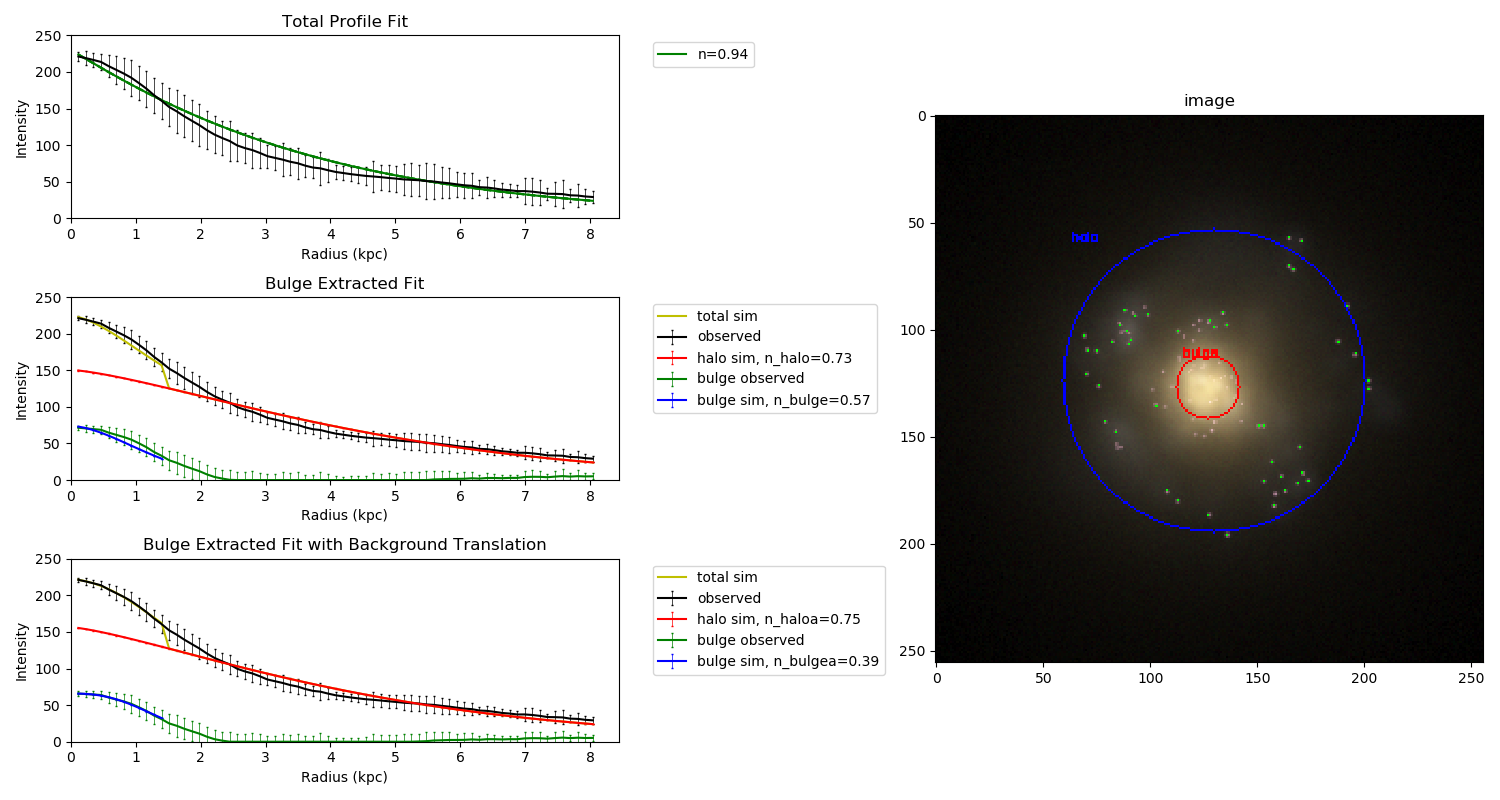 Total Profile Fit
Intensity
250
200
150
100
50
0
0 1 2 3 4 5 6 7 8
Radius (kpc)
n=0.94
Bulge Extracted Fit
Intensity
250
200
150
100
50
0
0 1 2 3 4 5 6 7 8
Radius (kpc)
total sim
observed
halo sim, n_halo=0.73
bulge observed
bulge sim, n_bulge=0.57
Bulge Extracted Fit with Background Translation
Intensity
250
200
150
100
50
0
0 1 2 3 4 5 6 7 8
Radius (kpc)
total sim
observed
halo sim, n_haloa=0.75
bulge observed
bulge sim, n_bulgea=0.39
image
0
50
100
150
200
250
halo
bulge
0 50 100 150 200 250